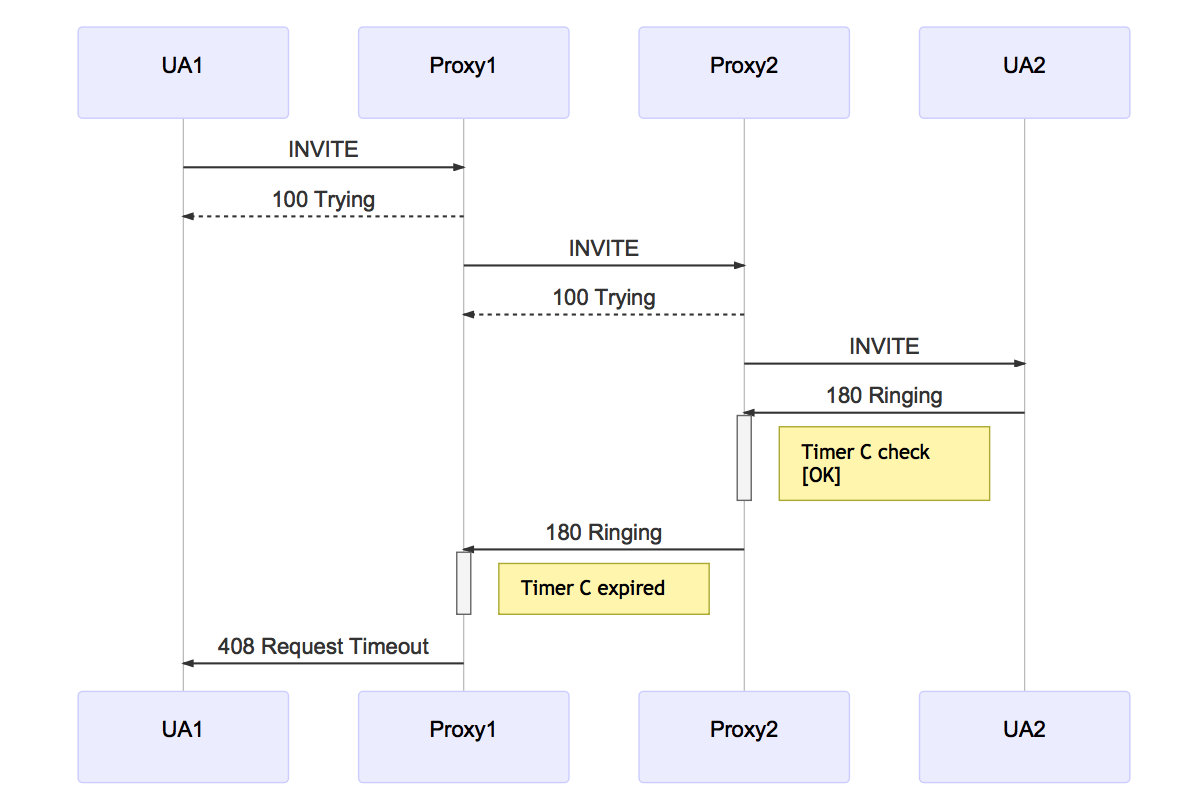 UA1
Proxy1
Proxy2
UA2
INVITE
100 Trying
INVITE
100 Trying
INVITE
180 Ringing
Timer C check
[OK]
180 Ringing
Timer C expired
408 Request Timeout
UA1
Proxy1
Proxy2
UA2